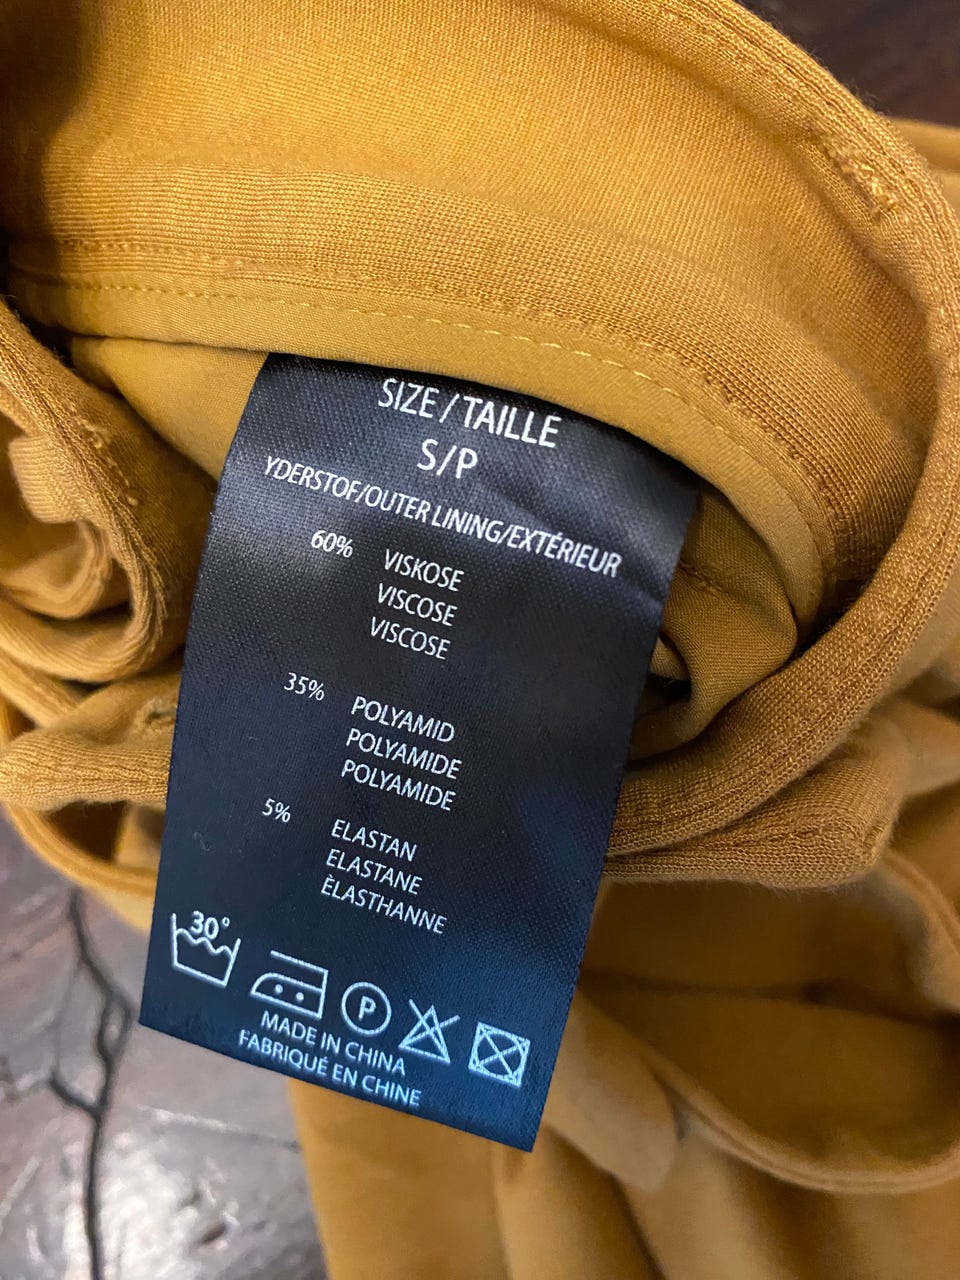 SIZE/TAILLE
S/P
YDERSTOF/OUTER LINING/EXTÉRIEUR
60% VISKOSE
VISCOSE
VISCOSE
35% POLYAMID
POLYAMIDE
POLYAMIDE
5% ELASTAN
ELASTANE
ÈLASTHANNE
30°
P
MADE IN CHINA
FABRIQUÉ EN CHINE